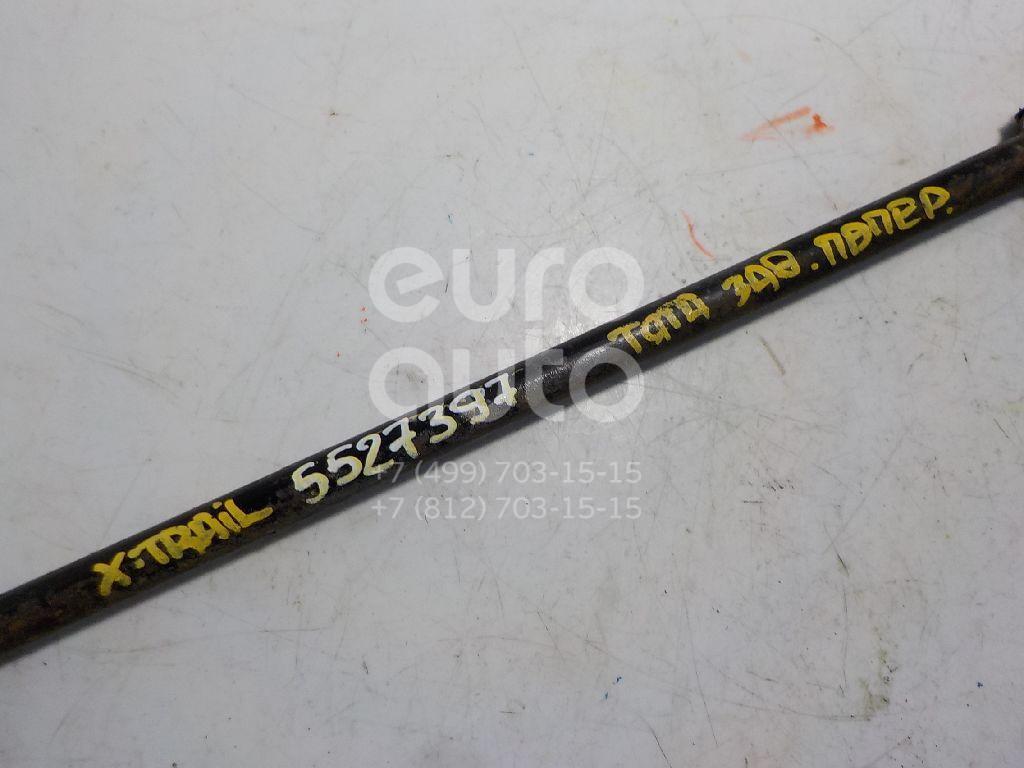 X-TRAIL 5527397 ТЯГА ЗАД. ПОПЕР.
euro
auto
+7 (499) 703-15-15
+7 (812) 703-15-15